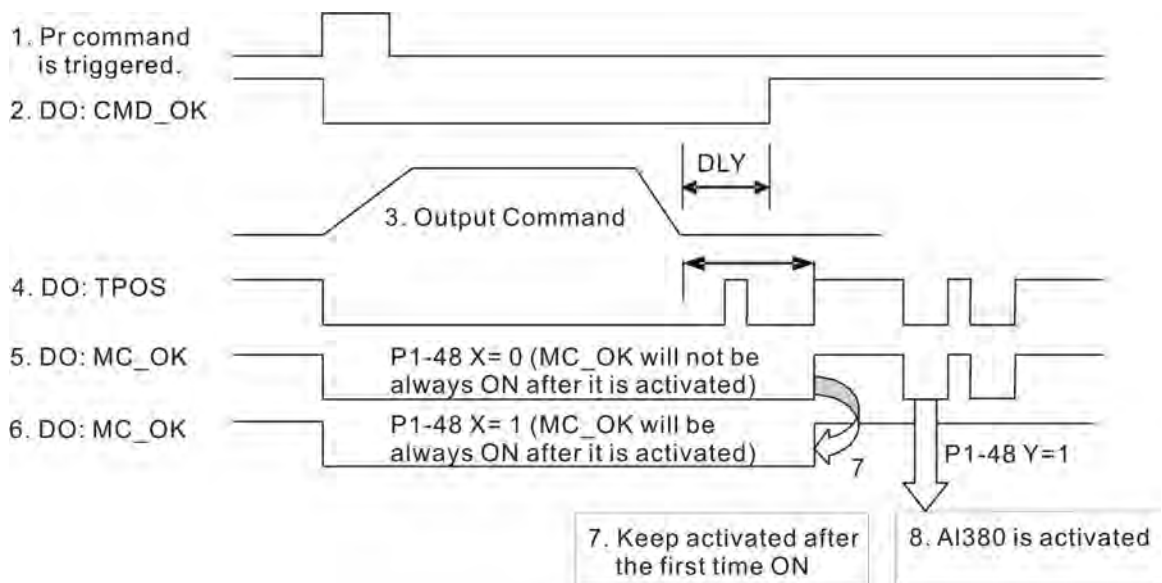 1. Pr command
is triggered.
2. DO: CMD_OK
DLY
3. Output Command
4. DO: TPOS
5. DO: MC_OK
P1-48 X= 0 (MC_OK will not be
always ON after it is activated)
6. DO: MC_OK
P1-48 X= 1 (MC_OK will be
always ON after it is activated)
7
P1-48 Y=1
7. Keep activated after
the first time ON
8. Al380 is activated